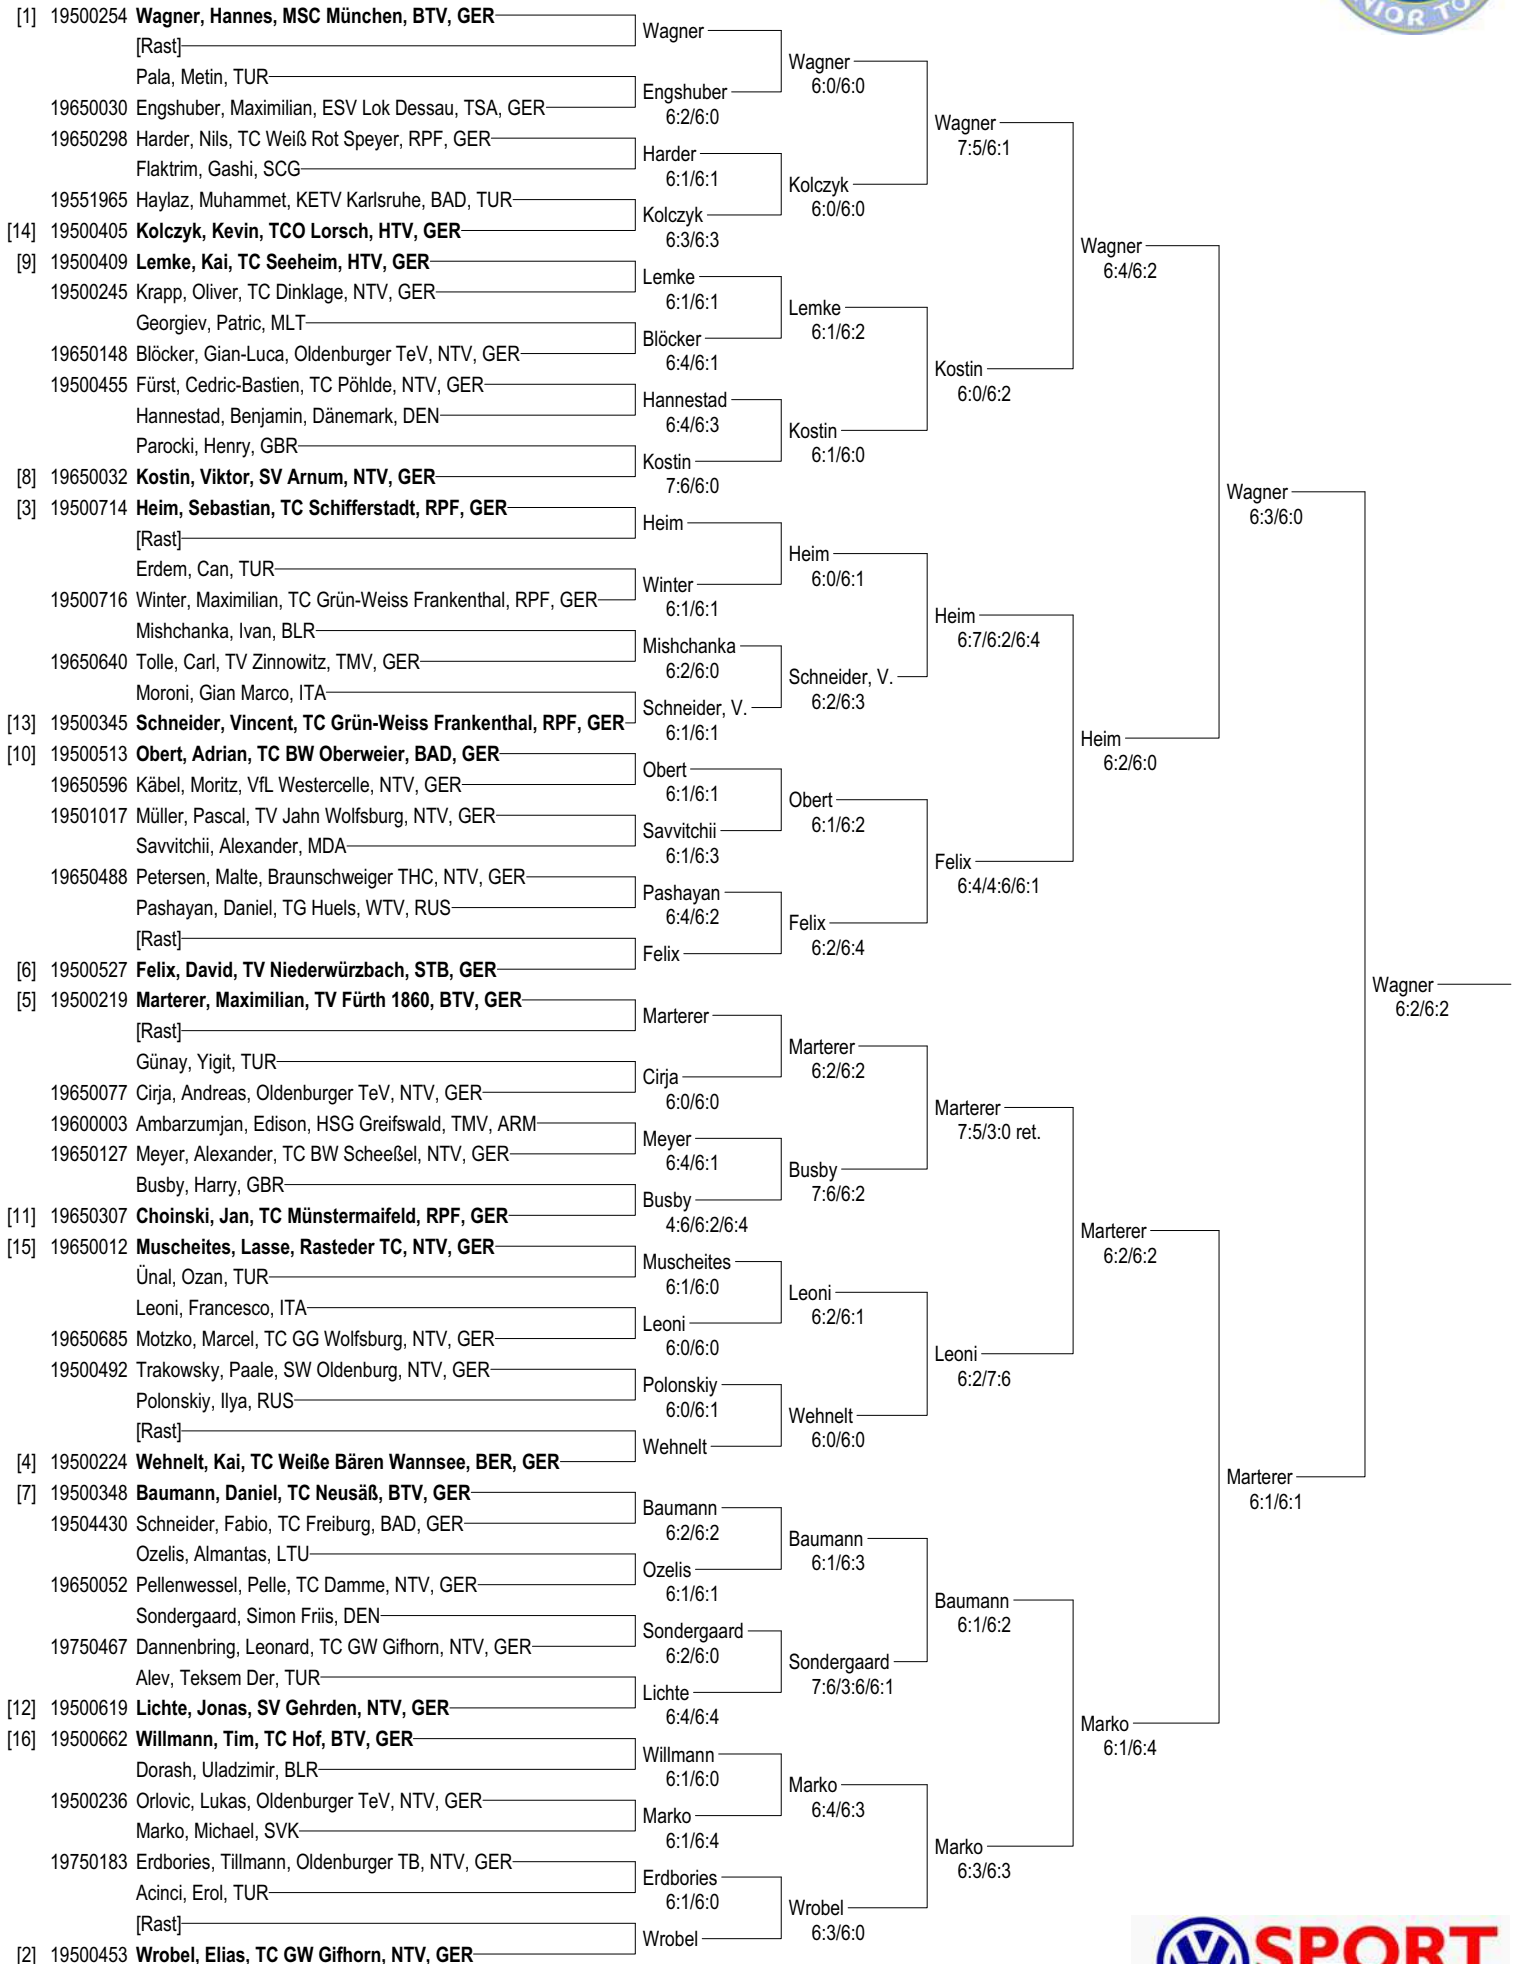 NIOR TO
[1] 19500254 Wagner, Hannes, MSC München, BTV, GER
Wagner
[Rast]
Wagner
6:0/6:0
Pala, Metin, TUR
Engshuber
6:2/6:0
19650030 Engshuber, Maximilian, ESV Lok Dessau, TSA, GER
Wagner
7:5/6:1
19650298 Harder, Nils, TC Weiß Rot Speyer, RPF, GER
Harder
6:1/6:1
Flaktrim, Gashi, SCG
Kolczyk
6:0/6:0
19551965 Haylaz, Muhammet, KETV Karlsruhe, BAD, TUR
Kolczyk
6:3/6:3
[14] 19500405 Kolczyk, Kevin, TCO Lorsch, HTV, GER
Wagner
6:4/6:2
[9] 19500409 Lemke, Kai, TC Seeheim, HTV, GER
Lemke
6:1/6:1
19500245 Krapp, Oliver, TC Dinklage, NTV, GER
Lemke
6:1/6:2
Georgiev, Patric, MLT
Blöcker
6:4/6:1
19650148 Blöcker, Gian-Luca, Oldenburger TeV, NTV, GER
Kostin
6:0/6:2
19500455 Fürst, Cedric-Bastien, TC Pöhlde, NTV, GER
Hannestad
6:4/6:3
Hannestad, Benjamin, Dänemark, DEN
Kostin
6:1/6:0
Parocki, Henry, GBR
Kostin
7:6/6:0
[8] 19650032 Kostin, Viktor, SV Arnum, NTV, GER
Wagner
6:3/6:0
[3] 19500714 Heim, Sebastian, TC Schifferstadt, RPF, GER
Heim
[Rast]
Heim
6:0/6:1
Erdem, Can, TUR
Winter
6:1/6:1
19500716 Winter, Maximilian, TC Grün-Weiss Frankenthal, RPF, GER
Heim
6:7/6:2/6:4
Mishchanka, Ivan, BLR
Mishchanka
6:2/6:0
19650640 Tolle, Carl, TV Zinnowitz, TMV, GER
Schneider, V.
6:2/6:3
Moroni, Gian Marco, ITA
Schneider, V.
6:1/6:1
[13] 19500345 Schneider, Vincent, TC Grün-Weiss Frankenthal, RPF, GER
Heim
6:2/6:0
[10] 19500513 Obert, Adrian, TC BW Oberweier, BAD, GER
Obert
6:1/6:1
19650596 Käbel, Moritz, VfL Westercelle, NTV, GER
Obert
6:1/6:2
19501017 Müller, Pascal, TV Jahn Wolfsburg, NTV, GER
Savvitchii
6:1/6:3
Savvitchii, Alexander, MDA
Felix
6:4/4:6/6:1
19650488 Petersen, Malte, Braunschweiger THC, NTV, GER
Pashayan
6:4/6:2
Pashayan, Daniel, TG Huels, WTV, RUS
Felix
6:2/6:4
[Rast]
Felix
[6] 19500527 Felix, David, TV Niederwürzbach, STB, GER
Wagner
6:2/6:2
[5] 19500219 Marterer, Maximilian, TV Fürth 1860, BTV, GER
Marterer
[Rast]
Marterer
6:2/6:2
Günay, Yigit, TUR
Cirja
6:0/6:0
19650077 Cirja, Andreas, Oldenburger TeV, NTV, GER
Marterer
7:5/3:0 ret.
19600003 Ambarzumjan, Edison, HSG Greifswald, TMV, ARM
Meyer
6:4/6:1
19650127 Meyer, Alexander, TC BW Scheeßel, NTV, GER
Busby
7:6/6:2
Busby, Harry, GBR
Busby
4:6/6:2/6:4
[11] 19650307 Choinski, Jan, TC Münstermaifeld, RPF, GER
Marterer
6:2/6:2
[15] 19650012 Muscheites, Lasse, Rasteder TC, NTV, GER
Muscheites
6:1/6:0
Ünal, Ozan, TUR
Leoni
6:2/6:1
Leoni, Francesco, ITA
Leoni
6:0/6:0
19650685 Motzko, Marcel, TC GG Wolfsburg, NTV, GER
Leoni
6:2/7:6
19500492 Trakowsky, Paale, SW Oldenburg, NTV, GER
Polonskiy
6:0/6:1
Polonskiy, Ilya, RUS
Wehnelt
6:0/6:0
[Rast]
Wehnelt
[4] 19500224 Wehnelt, Kai, TC Weiße Bären Wannsee, BER, GER
Marterer
6:1/6:1
[7] 19500348 Baumann, Daniel, TC Neusäß, BTV, GER
Baumann
6:2/6:2
19504430 Schneider, Fabio, TC Freiburg, BAD, GER
Baumann
6:1/6:3
Ozelis, Almantas, LTU
Ozelis
6:1/6:1
19650052 Pellenwessel, Pelle, TC Damme, NTV, GER
Baumann
6:1/6:2
Sondergaard, Simon Friis, DEN
Sondergaard
6:2/6:0
19750467 Dannenbring, Leonard, TC GW Gifhorn, NTV, GER
Sondergaard
7:6/3:6/6:1
Alev, Teksem Der, TUR
Lichte
6:4/6:4
[12] 19500619 Lichte, Jonas, SV Gehrden, NTV, GER
Marko
6:1/6:4
[16] 19500662 Willmann, Tim, TC Hof, BTV, GER
Willmann
6:1/6:0
Dorash, Uladzimir, BLR
Marko
6:4/6:3
19500236 Orlovic, Lukas, Oldenburger TeV, NTV, GER
Marko
6:1/6:4
Marko, Michael, SVK
Marko
6:3/6:3
19750183 Erdbories, Tillmann, Oldenburger TB, NTV, GER
Erdbories
6:1/6:0
Acinci, Erol, TUR
Wrobel
6:3/6:0
[Rast]
Wrobel
[2] 19500453 Wrobel, Elias, TC GW Gifhorn, NTV, GER
SPORT